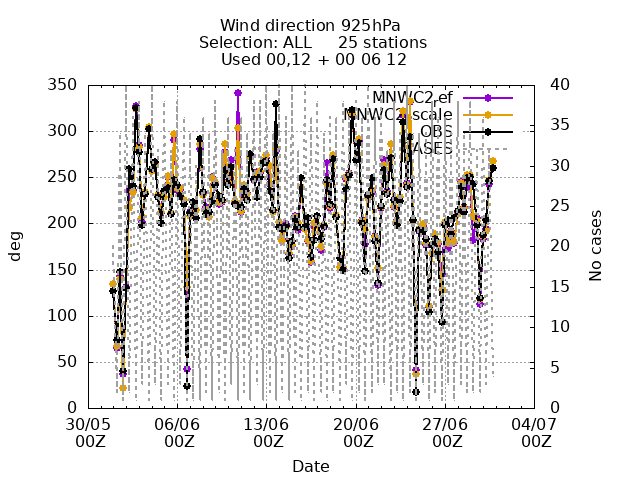 Wind direction 925hPa
Selection: ALL 25 stations
Used 00,12 + 00 06 12
350 40
MNWC2ref
300 35
MNWC2_scale
OBS
250 30
200 25
150 20
100 15
50 10
0 5
0
deg
No cases
30/05 06/06 13/06 20/06 27/06 04/07
00Z 00Z 00Z 00Z 00Z 00Z
Date